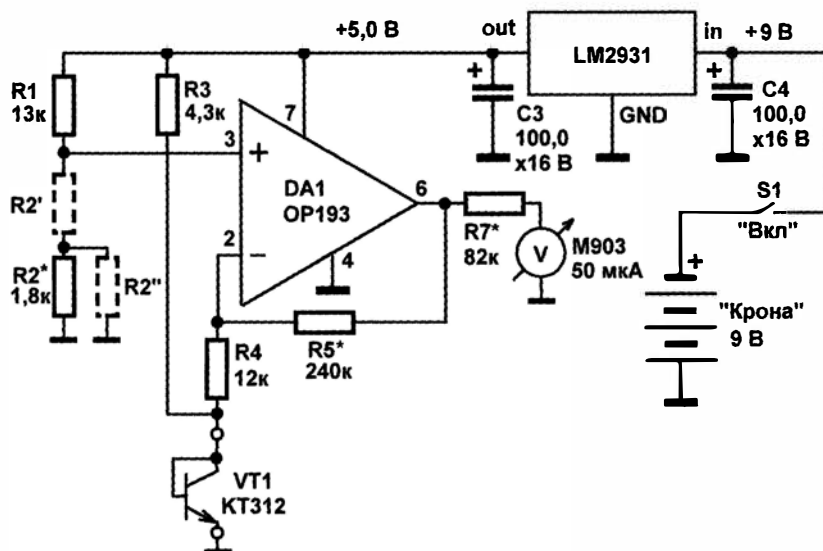 +5,0 В
out
LM2931
in
+9 В
GND
R1
13к
R3
4,3к
C3
100,0
x16 В
C4
100,0
x16 В
7
3
+
DA1
OP193
6
2
−
4
R2'
R2*
1,8к
R2"
R7*
82к
V
M903
50 мкА
S1
"Вкл"
+
"Крона"
9 В
R4
12к
R5*
240к
VT1
КТ312
+
+